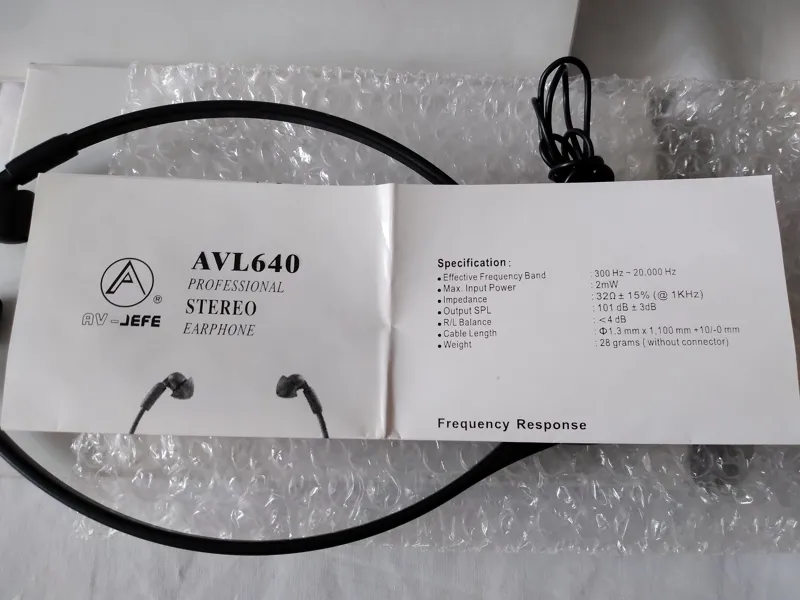 AVL640
PROFESSIONAL
STEREO
EARPHONE
®
AV-JEFE
Specification :
• Effective Frequency Band : 300 Hz ~ 20,000 Hz
• Max. Input Power : 2mW
• Impedance : 32Ω ± 15% (@ 1KHz)
• Output SPL : 101 dB ± 3dB
• R/L Balance : <4 dB
• Cable Length : Φ1.3 mm x 1,100 mm +10/-0 mm
• Weight : 28 grams ( without connector)
Frequency Response